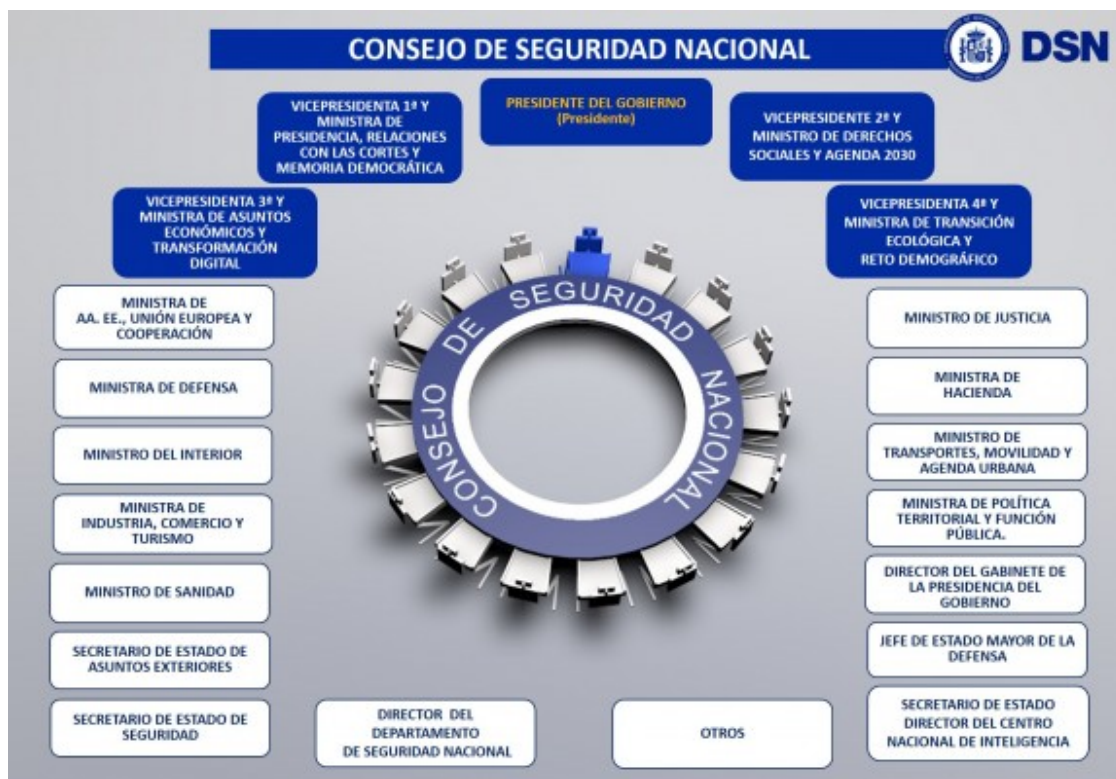 CONSEJO DE SEGURIDAD NACIONAL
DSN
PRESIDENTE DEL GOBIERNO
(Presidente)
VICEPRESIDENTA 1ª Y
MINISTRA DE
PRESIDENCIA, RELACIONES
CON LAS CORTES Y
MEMORIA DEMOCRÁTICA
VICEPRESIDENTE 2ª Y
MINISTRO DE DERECHOS
SOCIALES Y AGENDA 2030
VICEPRESIDENTA 3ª Y
MINISTRA DE ASUNTOS
ECONÓMICOS Y
TRANSFORMACIÓN
DIGITAL
VICEPRESIDENTA 4ª Y
MINISTRA DE TRANSICIÓN
ECOLÓGICA Y
RETO DEMOGRÁFICO
CONSEJO DE SEGURIDAD NACIONAL
MINISTRA DE
AA. EE., UNIÓN EUROPEA Y
COOPERACIÓN
MINISTRA DE DEFENSA
MINISTRO DEL INTERIOR
MINISTRA DE
INDUSTRIA, COMERCIO Y
TURISMO
MINISTRO DE SANIDAD
SECRETARIO DE ESTADO DE
ASUNTOS EXTERIORES
SECRETARIO DE ESTADO DE
SEGURIDAD
MINISTRO DE JUSTICIA
MINISTRA DE
HACIENDA
MINISTRO DE
TRANSPORTES, MOVILIDAD Y
AGENDA URBANA
MINISTRA DE POLÍTICA
TERRITORIAL Y FUNCIÓN
PÚBLICA.
DIRECTOR DEL GABINETE DE
LA PRESIDENCIA DEL
GOBIERNO
JEFE DE ESTADO MAYOR DE LA
DEFENSA
SECRETARIO DE ESTADO
DIRECTOR DEL CENTRO
NACIONAL DE INTELIGENCIA
DIRECTOR DEL
DEPARTAMENTO
DE SEGURIDAD NACIONAL
OTROS